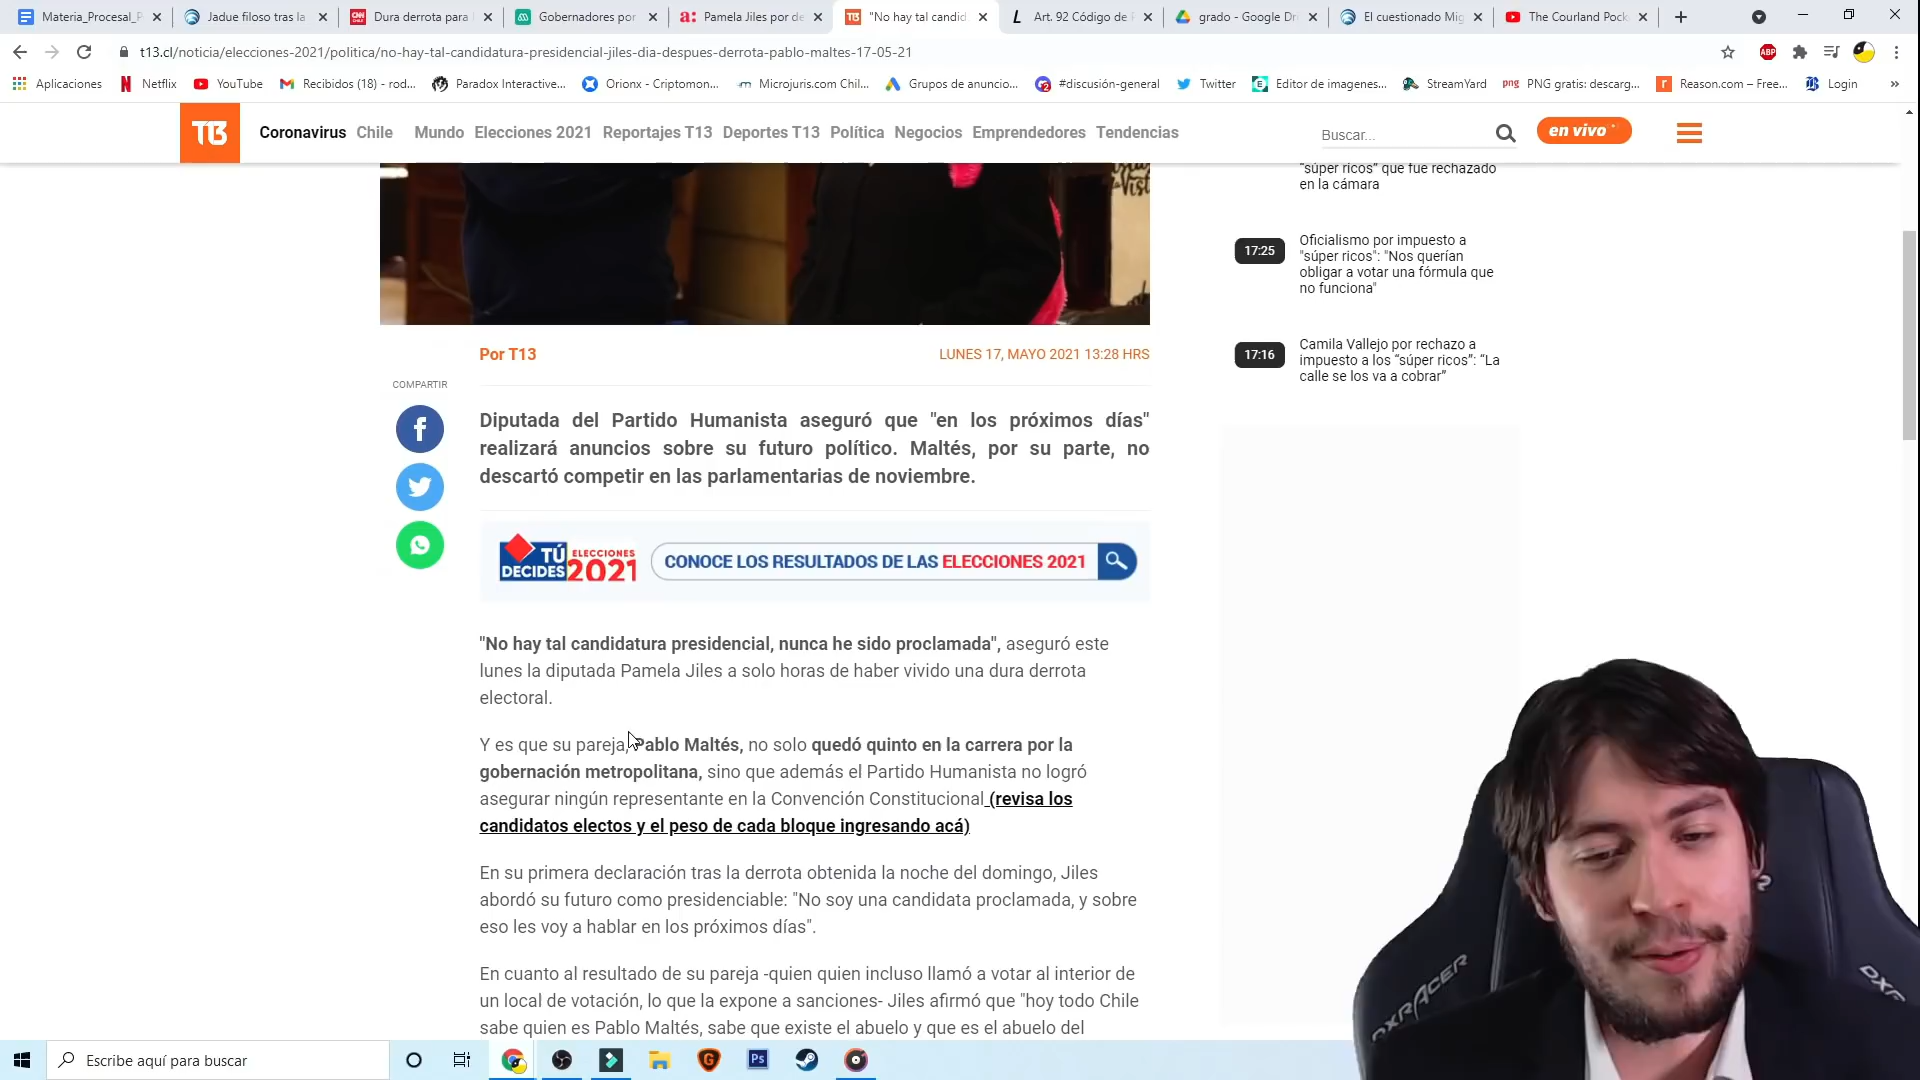 Materia_Procesal_P
Jadue filoso tras la
Dura derrota para
Gobernadores por
Pamela Jiles por de
"No hay tal candid
Art. 92 Código de
grado - Google Dri
El cuestionado Mig
The Courland Pock
t13.cl/noticia/elecciones-2021/politica/no-hay-tal-candidatura-presidencial-jiles-dia-despues-derrota-pablo-maltes-17-05-21
Aplicaciones
Netflix
YouTube
Recibidos (18) - rod...
Paradox Interactive...
Orionx - Criptomon...
Microjuris.com Chil...
Grupos de anuncio...
#discusión-general
Twitter
Editor de imagenes...
StreamYard
PNG gratis: descarg...
Reason.com – Free...
Login
T13
Coronavirus Chile Mundo Elecciones 2021 Reportajes T13 Deportes T13 Política Negocios Emprendedores Tendencias
Buscar...
en vivo
"súper ricos" que fue rechazado
en la cámara
17:25
Oficialismo por impuesto a
"súper ricos": "Nos querían
obligar a votar una fórmula que
no funciona"
17:16
Camila Vallejo por rechazo a
impuesto a los “súper ricos”: “La
calle se los va a cobrar”
Por T13
LUNES 17, MAYO 2021 13:28 HRS
COMPARTIR
Diputada del Partido Humanista aseguró que "en los próximos días"
realizará anuncios sobre su futuro político. Maltés, por su parte, no
descartó competir en las parlamentarias de noviembre.
TÚ
DECIDES
ELECCIONES
2021
CONOCE LOS RESULTADOS DE LAS ELECCIONES 2021
"No hay tal candidatura presidencial, nunca he sido proclamada", aseguró este
lunes la diputada Pamela Jiles a solo horas de haber vivido una dura derrota
electoral.
Y es que su pareja, Pablo Maltés, no solo quedó quinto en la carrera por la
gobernación metropolitana, sino que además el Partido Humanista no logró
asegurar ningún representante en la Convención Constitucional (revisa los
candidatos electos y el peso de cada bloque ingresando acá)
En su primera declaración tras la derrota obtenida la noche del domingo, Jiles
abordó su futuro como presidenciable: "No soy una candidata proclamada, y sobre
eso les voy a hablar en los próximos días".
En cuanto al resultado de su pareja -quien quien incluso llamó a votar al interior de
un local de votación, lo que la expone a sanciones- Jiles afirmó que "hoy todo Chile
sabe quien es Pablo Maltés, sabe que existe el abuelo y que es el abuelo del
DXRACER
Escribe aquí para buscar
Ps